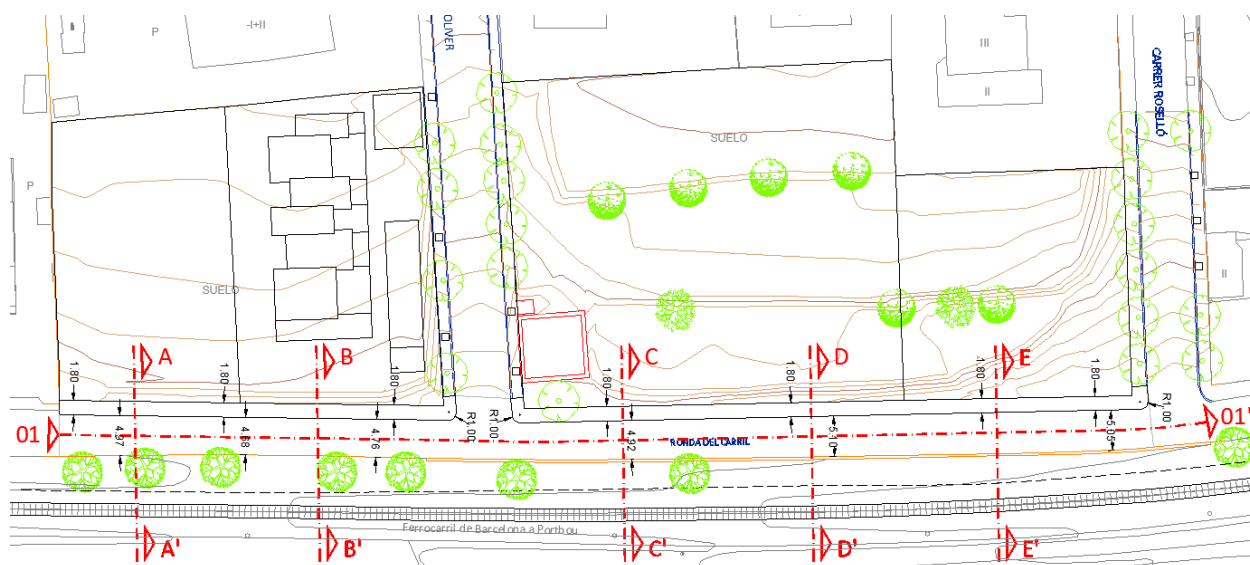 P
-I+II
OLIVER
III
II
CARRER ROSELLÓ
SUELO
P
SUELO
II
A
B
C
D
E
1.80
1.80
1.80
1.80
1.80
1.80
1.80
01
4.97
4.88
4.76
R1.00
R1.00
4.92
5.10
5.05
R1.00
01'
RONDA DEL CARRIL
Ferrocarril de Barcelona a Portbou
A'
B'
C'
D'
E'